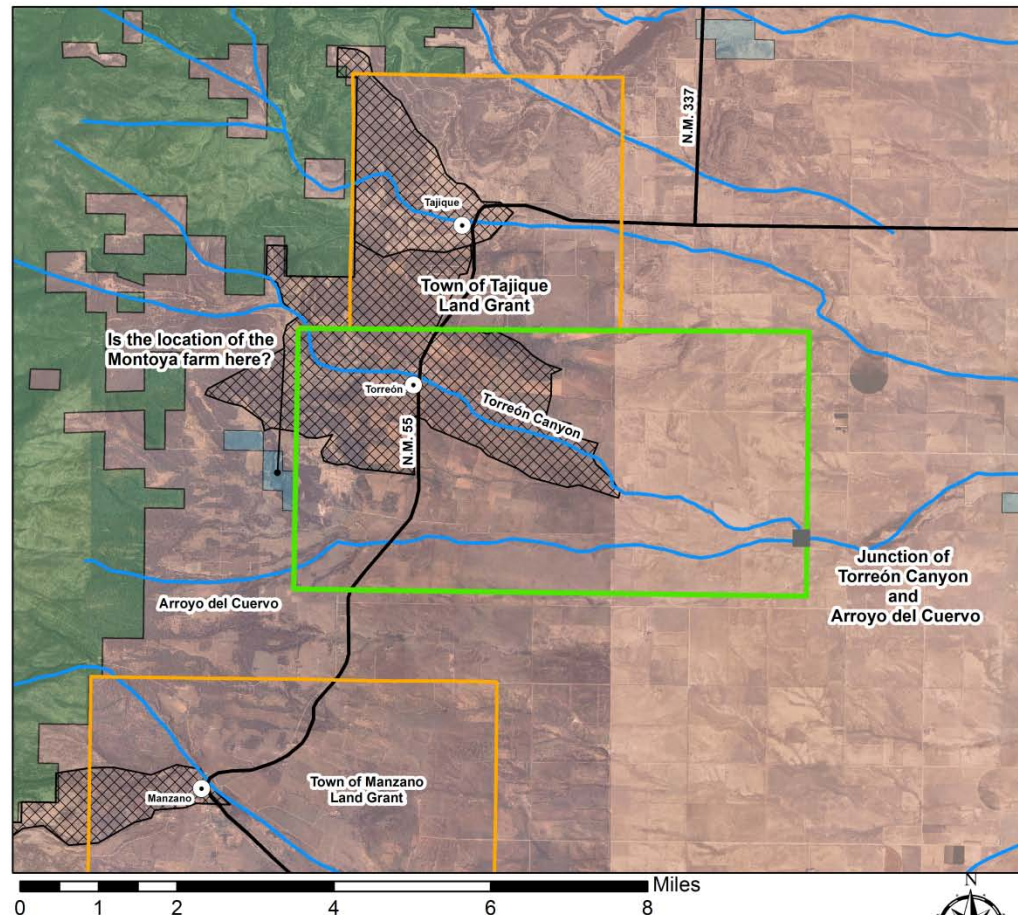 N.M. 337
Tajique
Town of Tajique
Land Grant
Is the location of the
Montoya farm here?
Torreón
Torreón Canyon
N.M. 55
Junction of
Torreón Canyon
and
Arroyo del Cuervo
Arroyo del Cuervo
Town of Manzano
Land Grant
Manzano
Miles
0 1 2 4 6 8
N